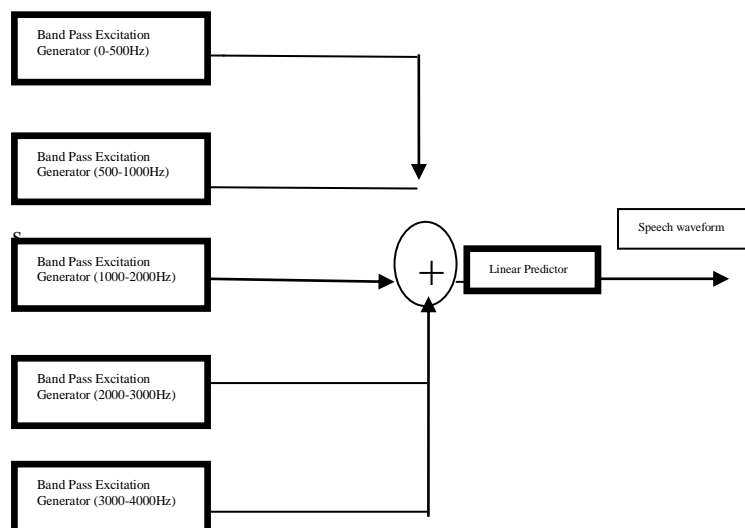 Band Pass Excitation
Generator (0-500Hz)
Band Pass Excitation
Generator (500-1000Hz)
Band Pass Excitation
Generator (1000-2000Hz)
Band Pass Excitation
Generator (2000-3000Hz)
Band Pass Excitation
Generator (3000-4000Hz)
+
Linear Predictor
Speech waveform